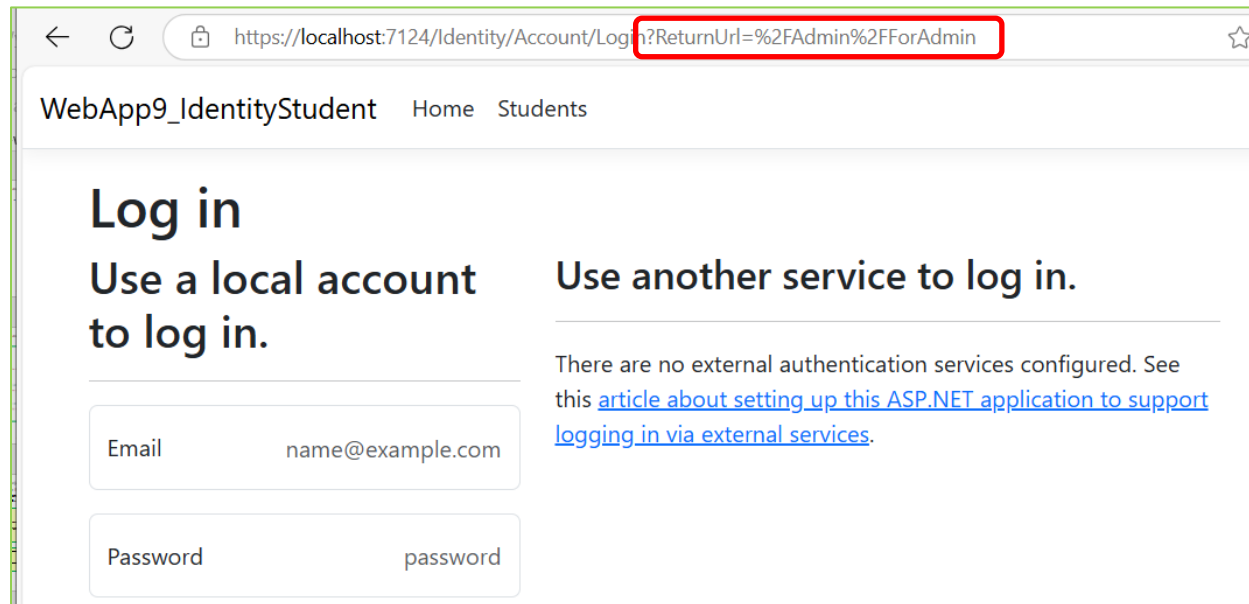 https://localhost:7124/Identity/Account/Login?ReturnUrl=%2FAdmin%2FForAdmin
WebApp9_IdentityStudent Home Students
Log in
Use a local account
to log in.
Email name@example.com
Password password
Use another service to log in.
There are no external authentication services configured. See
this article about setting up this ASP.NET application to support
logging in via external services.